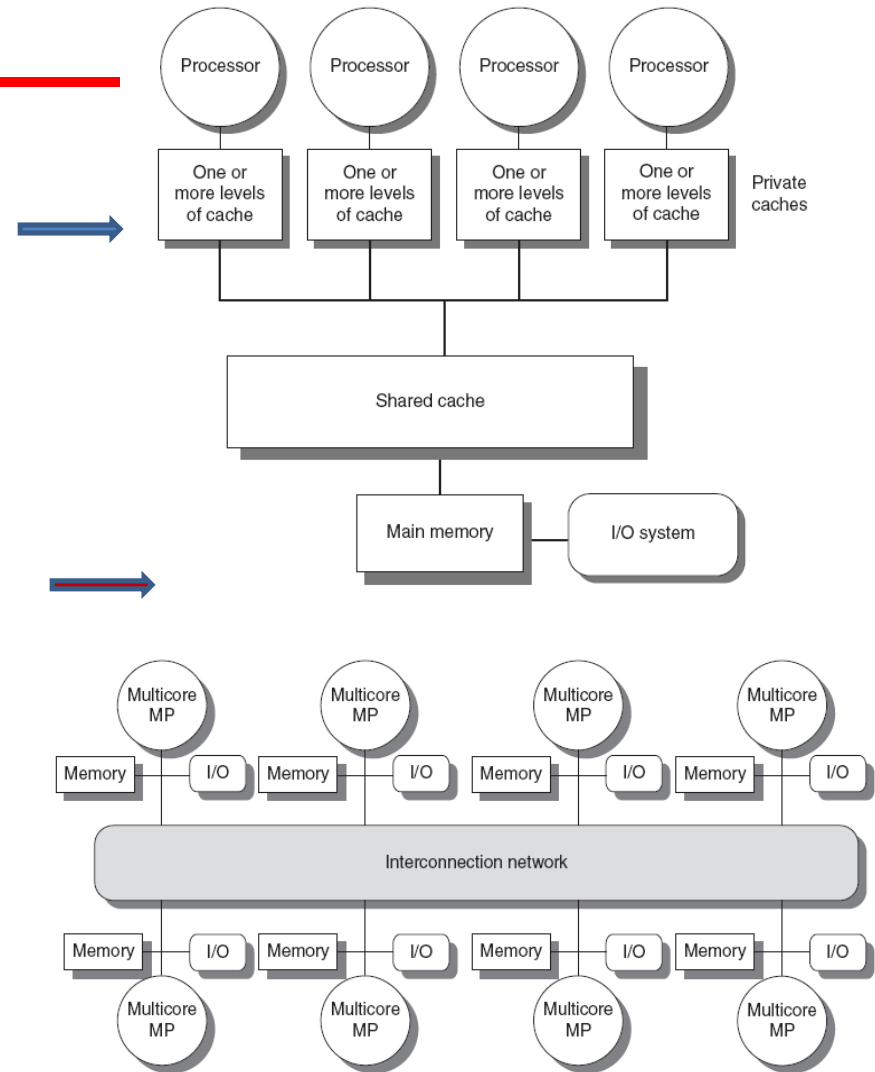 Processor
Processor
Processor
Processor
One or
more levels
of cache
One or
more levels
of cache
One or
more levels
of cache
One or
more levels
of cache
Private
caches
Shared cache
Main memory
I/O system
Multicore
MP
Multicore
MP
Multicore
MP
Multicore
MP
Memory
I/O
Memory
I/O
Memory
I/O
Memory
I/O
Interconnection network
Memory
I/O
Memory
I/O
Memory
I/O
Memory
I/O
Multicore
MP
Multicore
MP
Multicore
MP
Multicore
MP